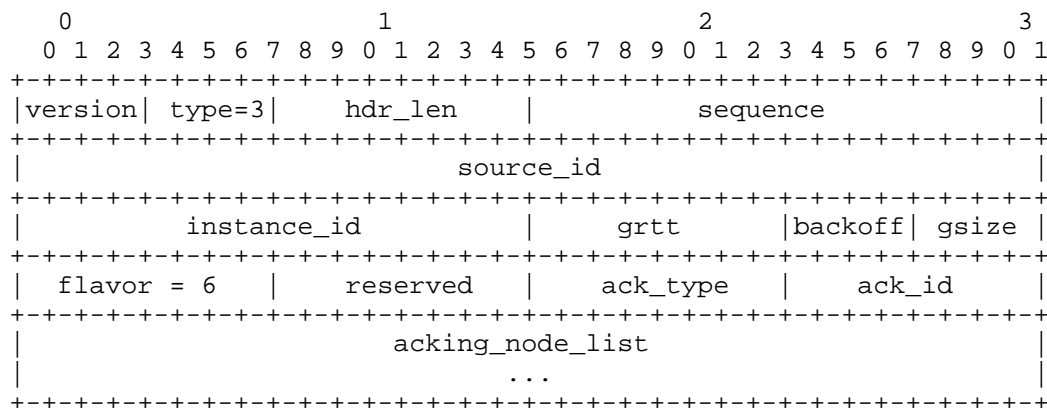 0                   1                   2                   3
0 1 2 3 4 5 6 7 8 9 0 1 2 3 4 5 6 7 8 9 0 1 2 3 4 5 6 7 8 9 0 1
+-+-+-+-+-+-+-+-+-+-+-+-+-+-+-+-+-+-+-+-+-+-+-+-+-+-+-+-+-+-+-+-+
|version| type=3|    hdr_len    |          sequence             |
+-+-+-+-+-+-+-+-+-+-+-+-+-+-+-+-+-+-+-+-+-+-+-+-+-+-+-+-+-+-+-+-+
|                           source_id                           |
+-+-+-+-+-+-+-+-+-+-+-+-+-+-+-+-+-+-+-+-+-+-+-+-+-+-+-+-+-+-+-+-+
|          instance_id          |     grtt      |backoff| gsize |
+-+-+-+-+-+-+-+-+-+-+-+-+-+-+-+-+-+-+-+-+-+-+-+-+-+-+-+-+-+-+-+-+
|  flavor = 6   |    reserved   |    ack_type   |    ack_id     |
+-+-+-+-+-+-+-+-+-+-+-+-+-+-+-+-+-+-+-+-+-+-+-+-+-+-+-+-+-+-+-+-+
|                       acking_node_list                        |
|                              ...                              |
+-+-+-+-+-+-+-+-+-+-+-+-+-+-+-+-+-+-+-+-+-+-+-+-+-+-+-+-+-+-+-+-+